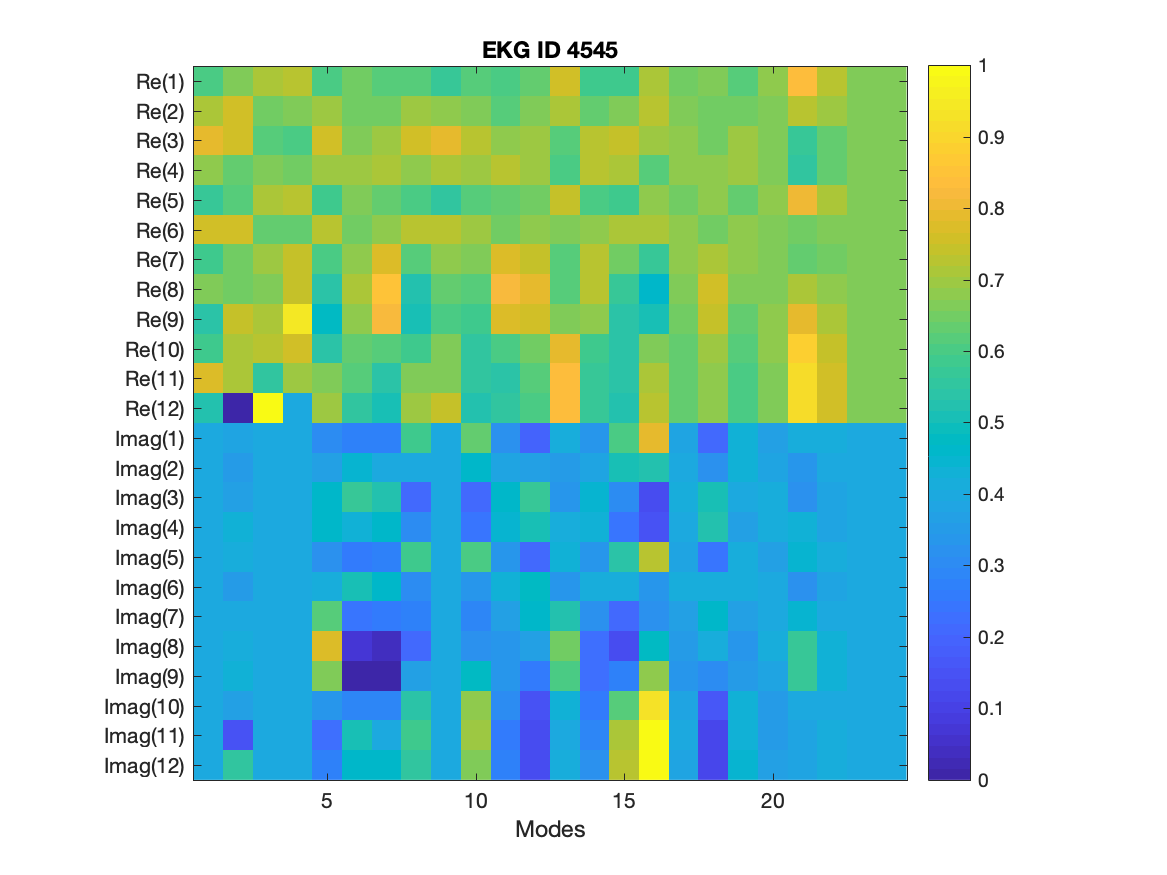 EKG ID 4545
Re(1)
Re(2)
Re(3)
Re(4)
Re(5)
Re(6)
Re(7)
Re(8)
Re(9)
Re(10)
Re(11)
Re(12)
Imag(1)
Imag(2)
Imag(3)
Imag(4)
Imag(5)
Imag(6)
Imag(7)
Imag(8)
Imag(9)
Imag(10)
Imag(11)
Imag(12)
5 10 15 20
Modes
1
0.9
0.8
0.7
0.6
0.5
0.4
0.3
0.2
0.1
0